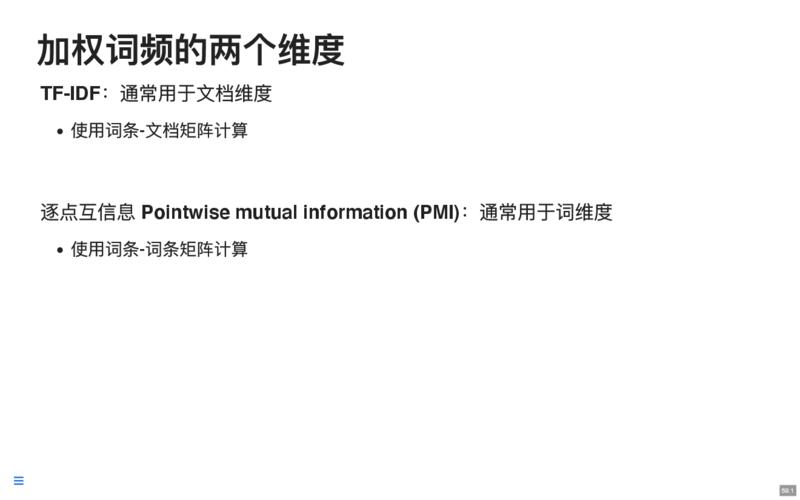 加权词频的两个维度
TF-IDF：通常用于文档维度
• 使用词条-文档矩阵计算
逐点互信息 Pointwise mutual information (PMI)：通常用于词维度
• 使用词条-词条矩阵计算
59.1